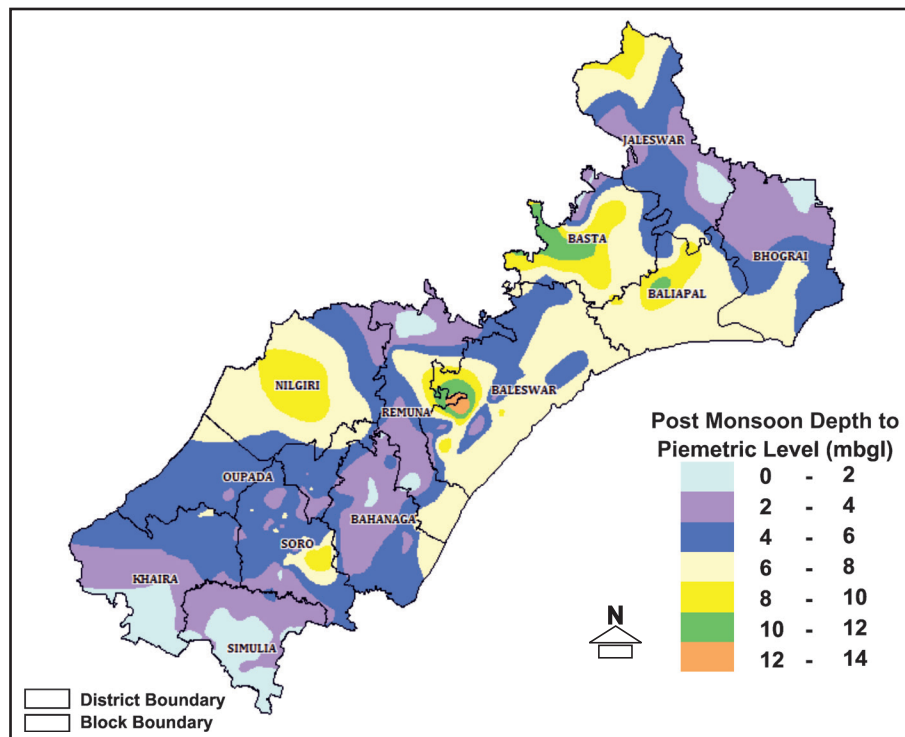 JALESWAR
BASTA
BHOGRAI
BALIAPAL
NILGIRI
BALESWAR
REMUNA
OUPADA
BAHANAGA
SORO
KHAIRA
SIMULIA
Post Monsoon Depth to
Piemetric Level (mbgl)
0 - 2
2 - 4
4 - 6
6 - 8
8 - 10
10 - 12
12 - 14
N
District Boundary
Block Boundary